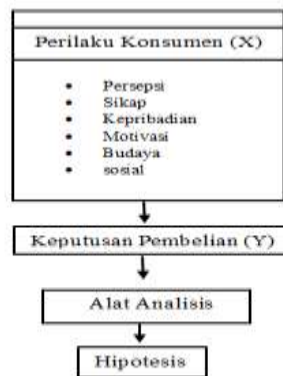 Perilaku Konsumen (X)
• Persepsi
• Sikap
• Kepribadian
• Motivasi
• Budaya
• sosial
Keputusan Pembelian (Y)
Alat Analisis
Hipotesis